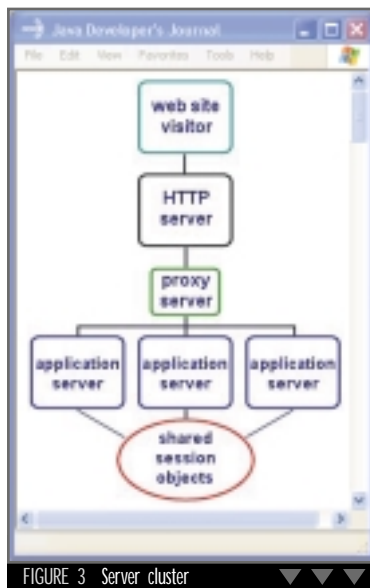 Java Developer's Journal
File Edit View Favorites Tools Help
web site
visitor
HTTP
server
proxy
server
application
server
application
server
application
server
shared
session
objects
FIGURE 3 Server cluster